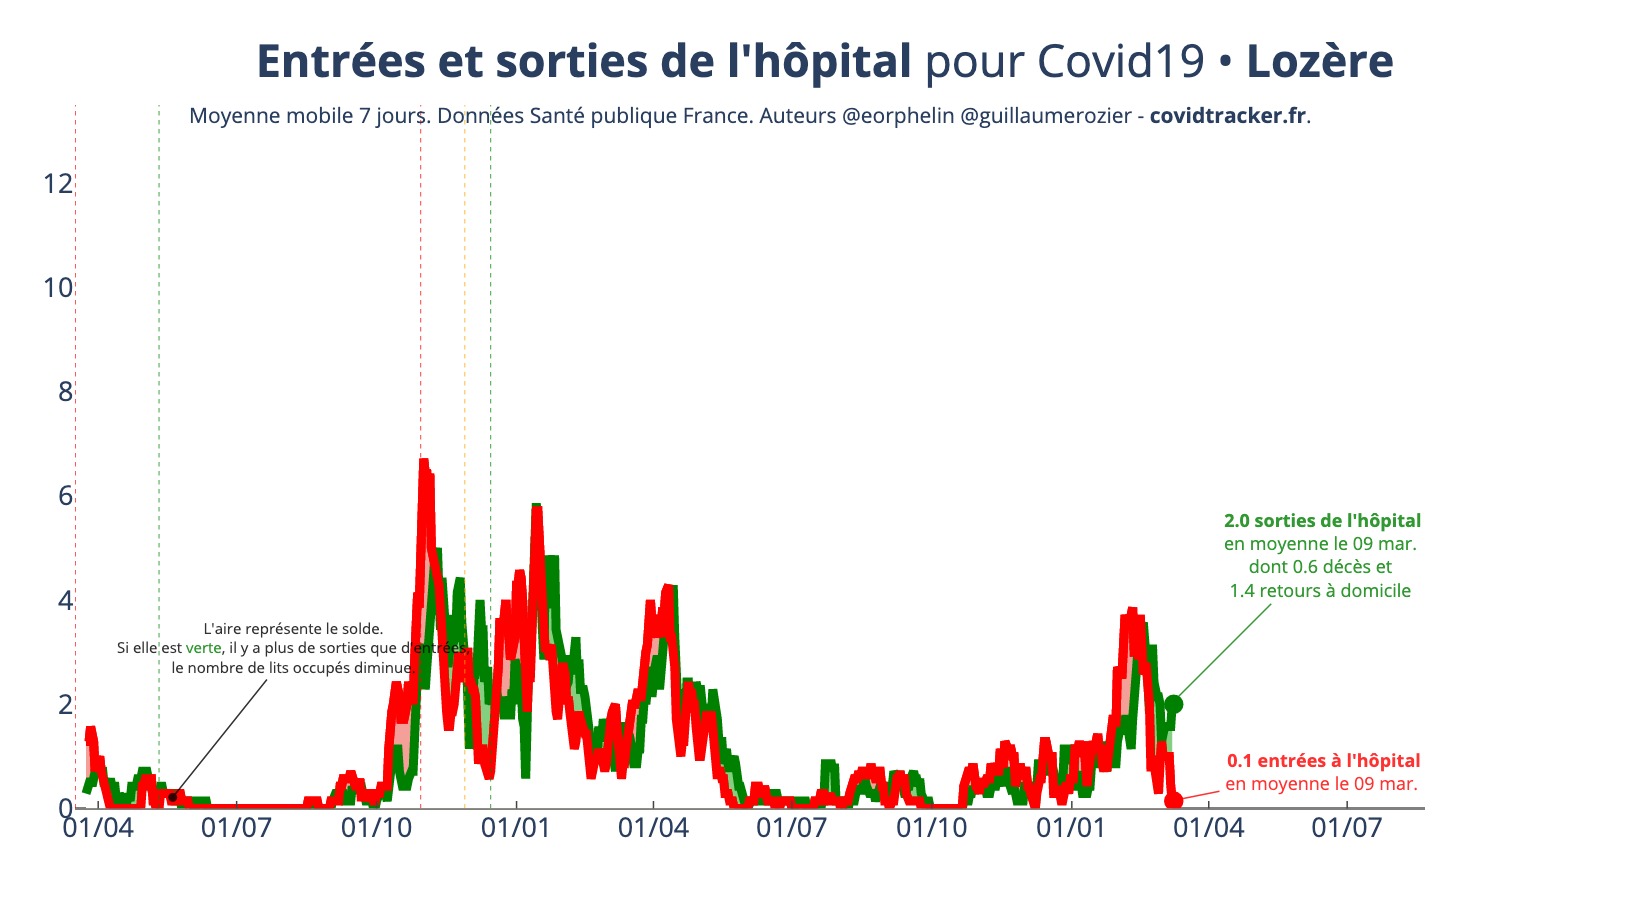 Entrées et sorties de l'hôpital pour Covid19 • Lozère
Moyenne mobile 7 jours. Données Santé publique France. Auteurs @eorphelin @guillaumerozier - covidtracker.fr.
12
10
8
6
4
2
0
2.0 sorties de l'hôpital
en moyenne le 09 mar.
dont 0.6 décès et
1.4 retours à domicile
L'aire représente le solde.
Si elle est verte, il y a plus de sorties que d'entrées,
le nombre de lits occupés diminue.
0.1 entrées à l'hôpital
en moyenne le 09 mar.
01/04 01/07 01/10 01/01 01/04 01/07 01/10 01/01 01/04 01/07